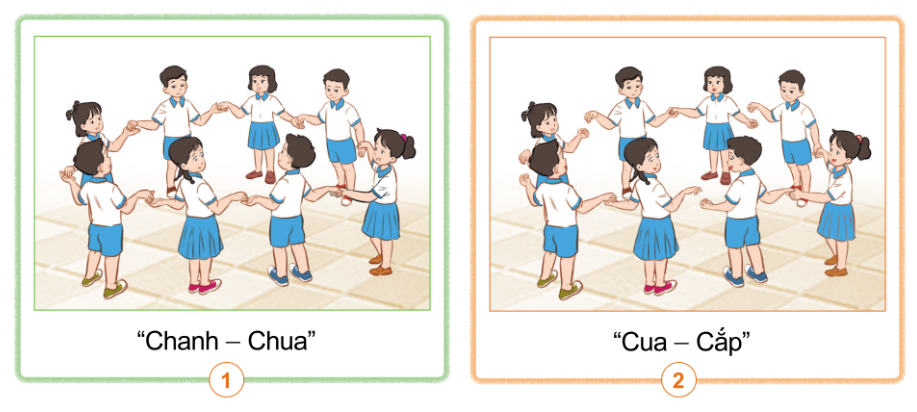 “Chanh – Chua”
1
“Cua – Cắp”
2